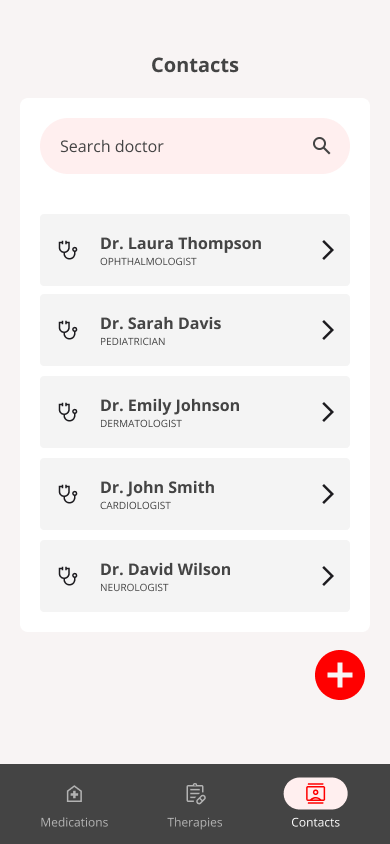 Contacts
Search doctor
Dr. Laura Thompson
OPHTHALMOLOGIST
Dr. Sarah Davis
PEDIATRICIAN
Dr. Emily Johnson
DERMATOLOGIST
Dr. John Smith
CARDIOLOGIST
Dr. David Wilson
NEUROLOGIST
Medications Therapies Contacts